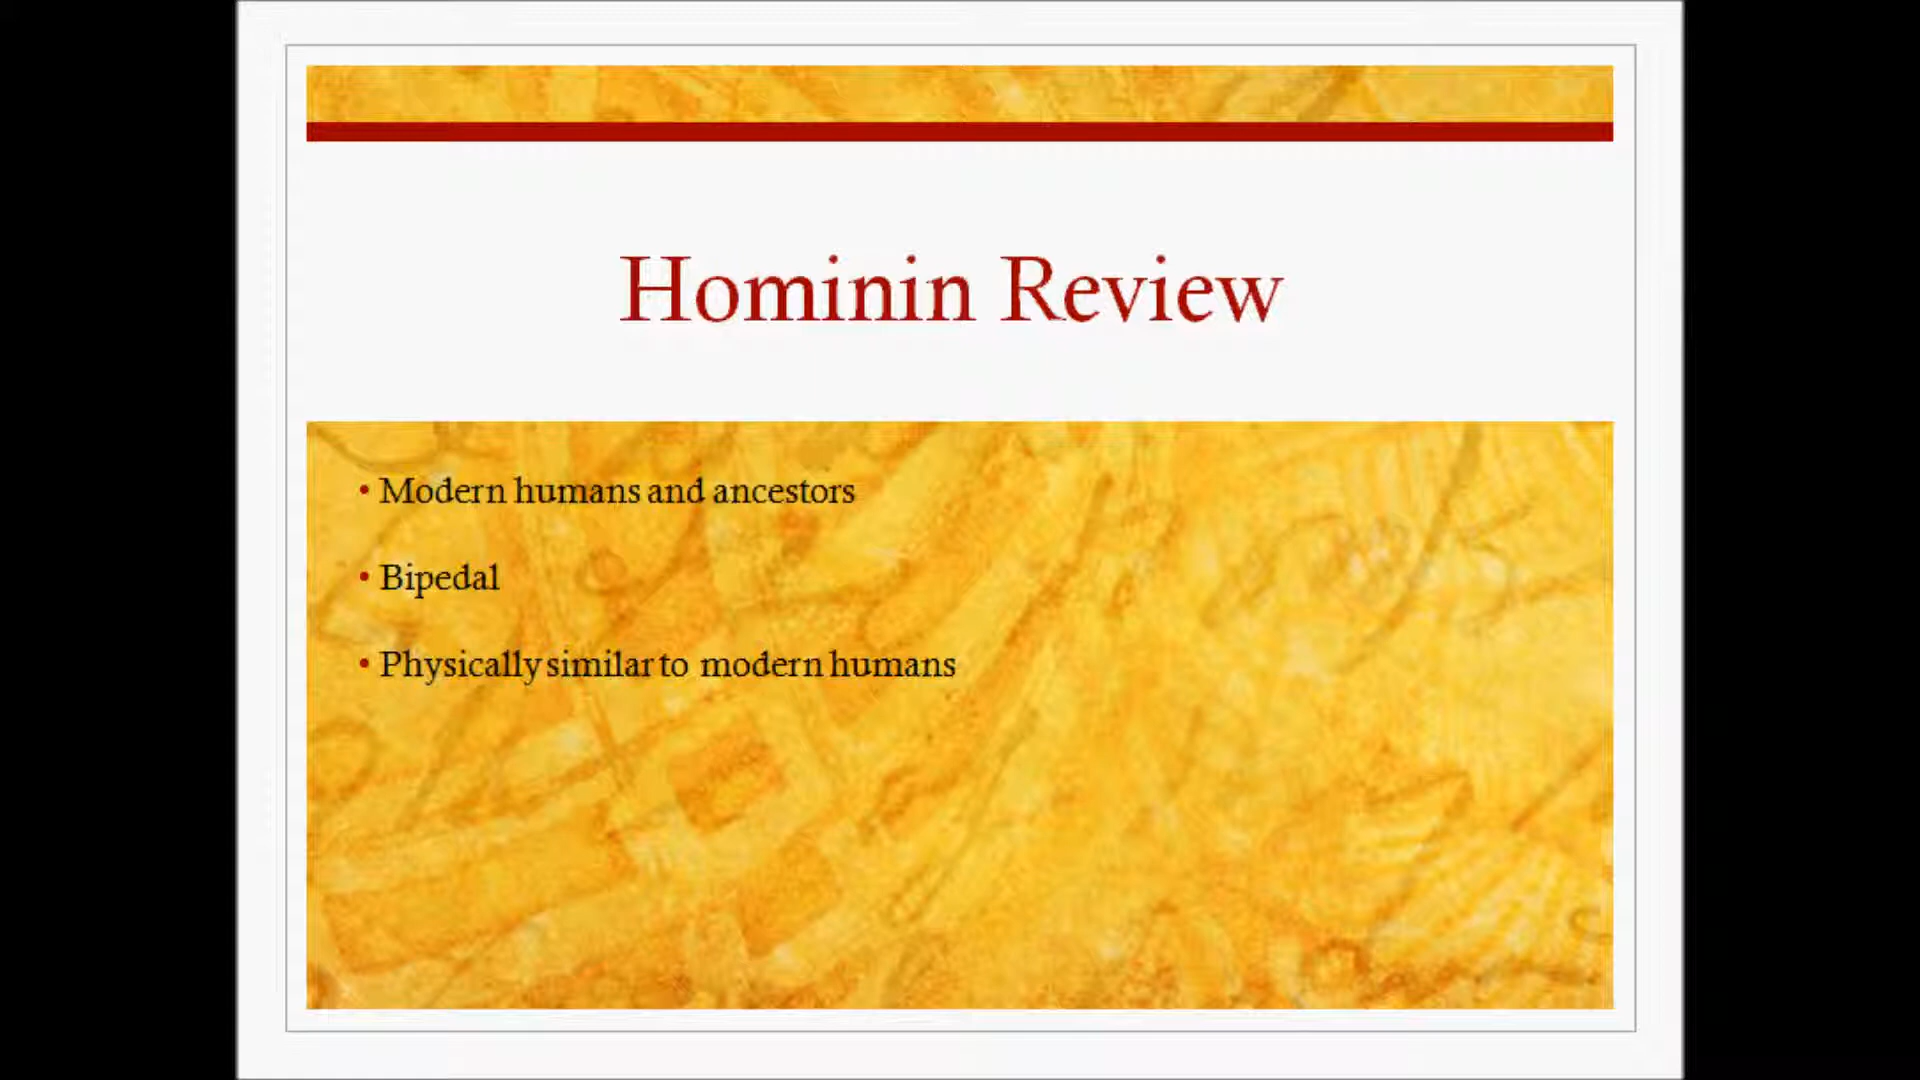 Hominin Review
• Modern humans and ancestors
• Bipedal
• Physically similar to modern humans